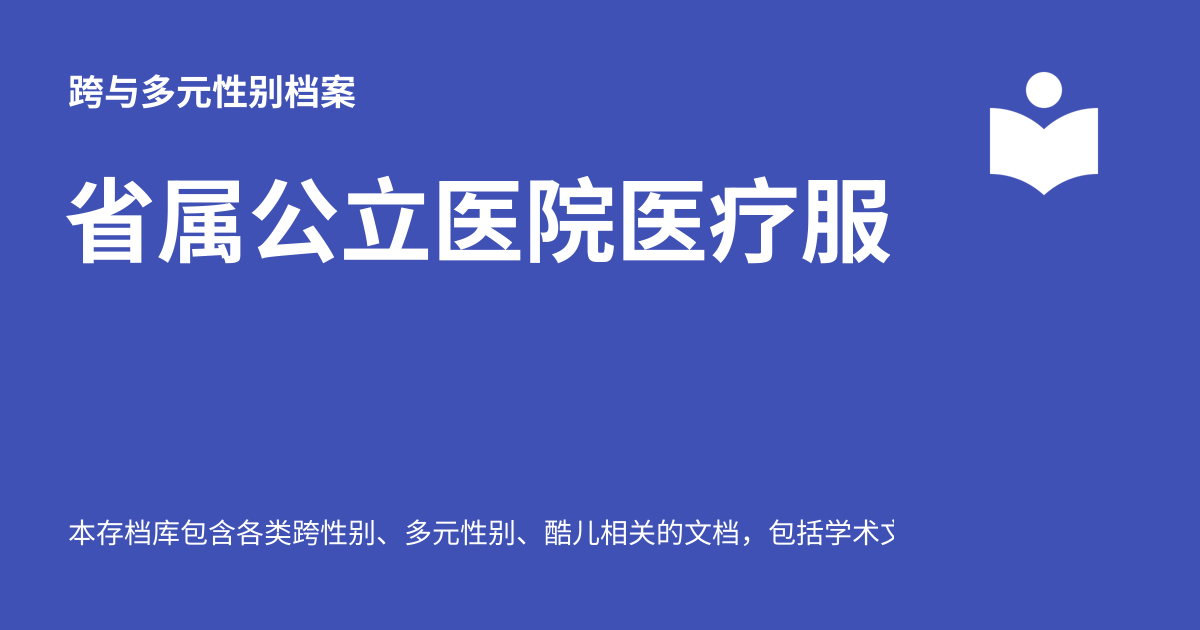 跨与多元性别档案
省属公立医院医疗服
本存档库包含各类跨性别、多元性别、酷儿相关的文档，包括学术